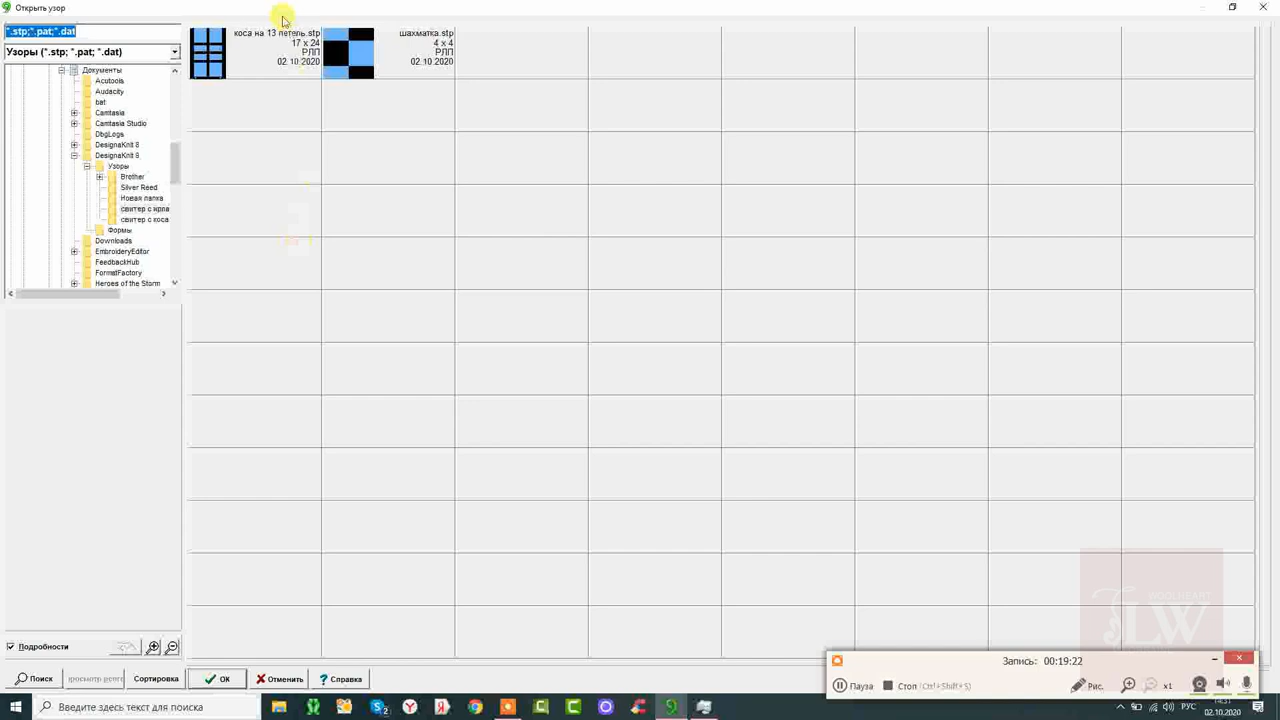 Открыть узор
*.stp;*.pat;*.dat
Узоры (*.stp; *.pat; *.dat)
Документы
Acutools
Audacity
bat
Camtasia
Camtasia Studio
DbgLogs
DesignaKnit 8
DesignaKnit 8
Узоры
Brother
Silver Reed
Новая папка
свитер с ирла
свитер с коса
Формы
Downloads
EmbroideryEditor
FeedbackHub
FormatFactory
Heroes of the Storm
коса на 13 петель.stp
17 x 24
РЛП
02.10.2020
шахматка.stp
4 x 4
РЛП
02.10.2020
WOOLHEART
Подробности
Поиск
Сортировка
ОК
Отменить
Справка
Запись: 00:19:22
Пауза
Стоп (Ctrl+Shift+S)
Рис.
x1
Введите здесь текст для поиска
РУС
02.10.2020